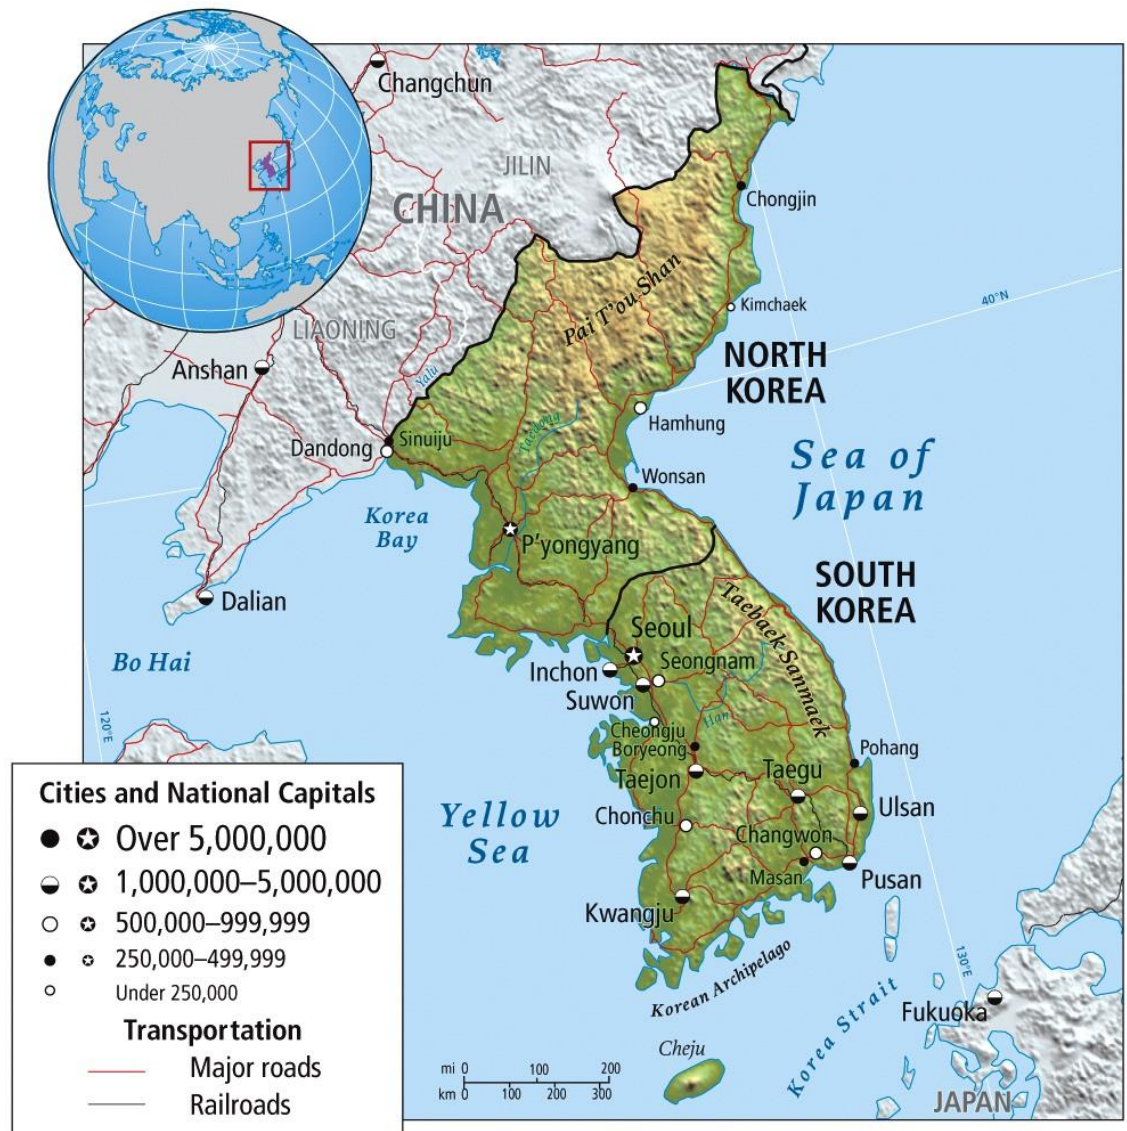 Changchun
JILIN
CHINA
Chongjin
Pai T'ou Shan
40°N
Kimchaek
LIAONING
NORTH
KOREA
Anshan
Yalu
Hamhung
Taedong
Sinuiju
Dandong
Sea of
Japan
Wonsan
Korea
Bay
P'yongyang
SOUTH
KOREA
Taebaek Sanmaek
Dalian
Seoul
Bo Hai
Seongnam
Inchon
Suwon
120°E
Han
Cheongju
Boryeong
Pohang
Taejon
Taegu
Yellow
Sea
Chonchu
Ulsan
Changwon
Masan
Pusan
Kwangju
Korean Archipelago
130°E
Korea Strait
Fukuoka
Cheju
JAPAN
mi 0 100 200
km 0 100 200 300
Cities and National Capitals
Over 5,000,000
1,000,000–5,000,000
500,000–999,999
250,000–499,999
Under 250,000
Transportation
Major roads
Railroads